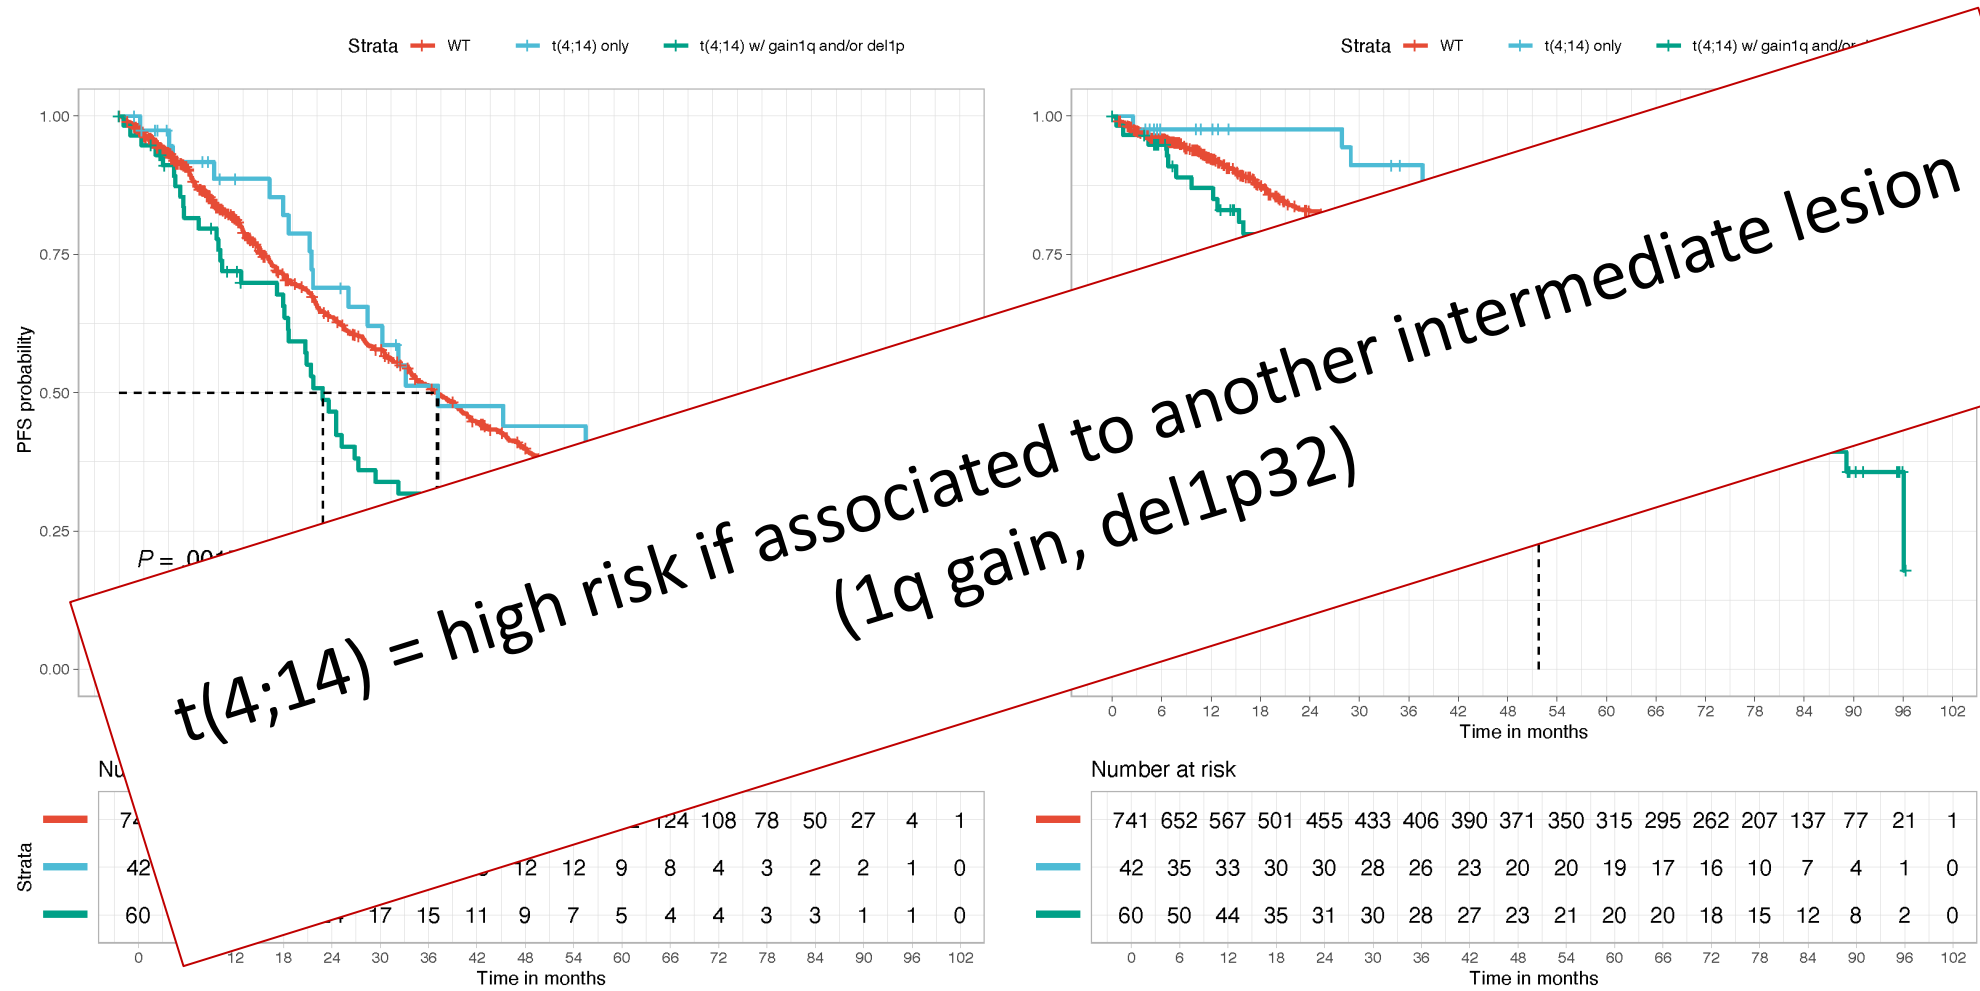 Strata WT t(4;14) only t(4;14) w/ gain1q and/or del1p
1.00
0.75
0.50
0.25
0.00
PFS probability
P = .001
Strata WT t(4;14) only t(4;14) w/ gain1q and/or
1.00
0.75
0 6 12 18 24 30 36 42 48 54 60 66 72 78 84 90 96 102
Time in months
t(4;14) = high risk if associated to another intermediate lesion
(1q gain, del1p32)
Strata
124 108 78 50 27 4 1
42 12 12 9 8 4 3 2 2 1 0
60 17 15 11 9 7 5 4 4 3 3 1 1 0
0 12 18 24 30 36 42 48 54 60 66 72 78 84 90 96 102
Time in months
Number at risk
741 652 567 501 455 433 406 390 371 350 315 295 262 207 137 77 21 1
42 35 33 30 30 28 26 23 20 20 19 17 16 10 7 4 1 0
60 50 44 35 31 30 28 27 23 21 20 20 18 15 12 8 2 0
0 6 12 18 24 30 36 42 48 54 60 66 72 78 84 90 96 102
Time in months